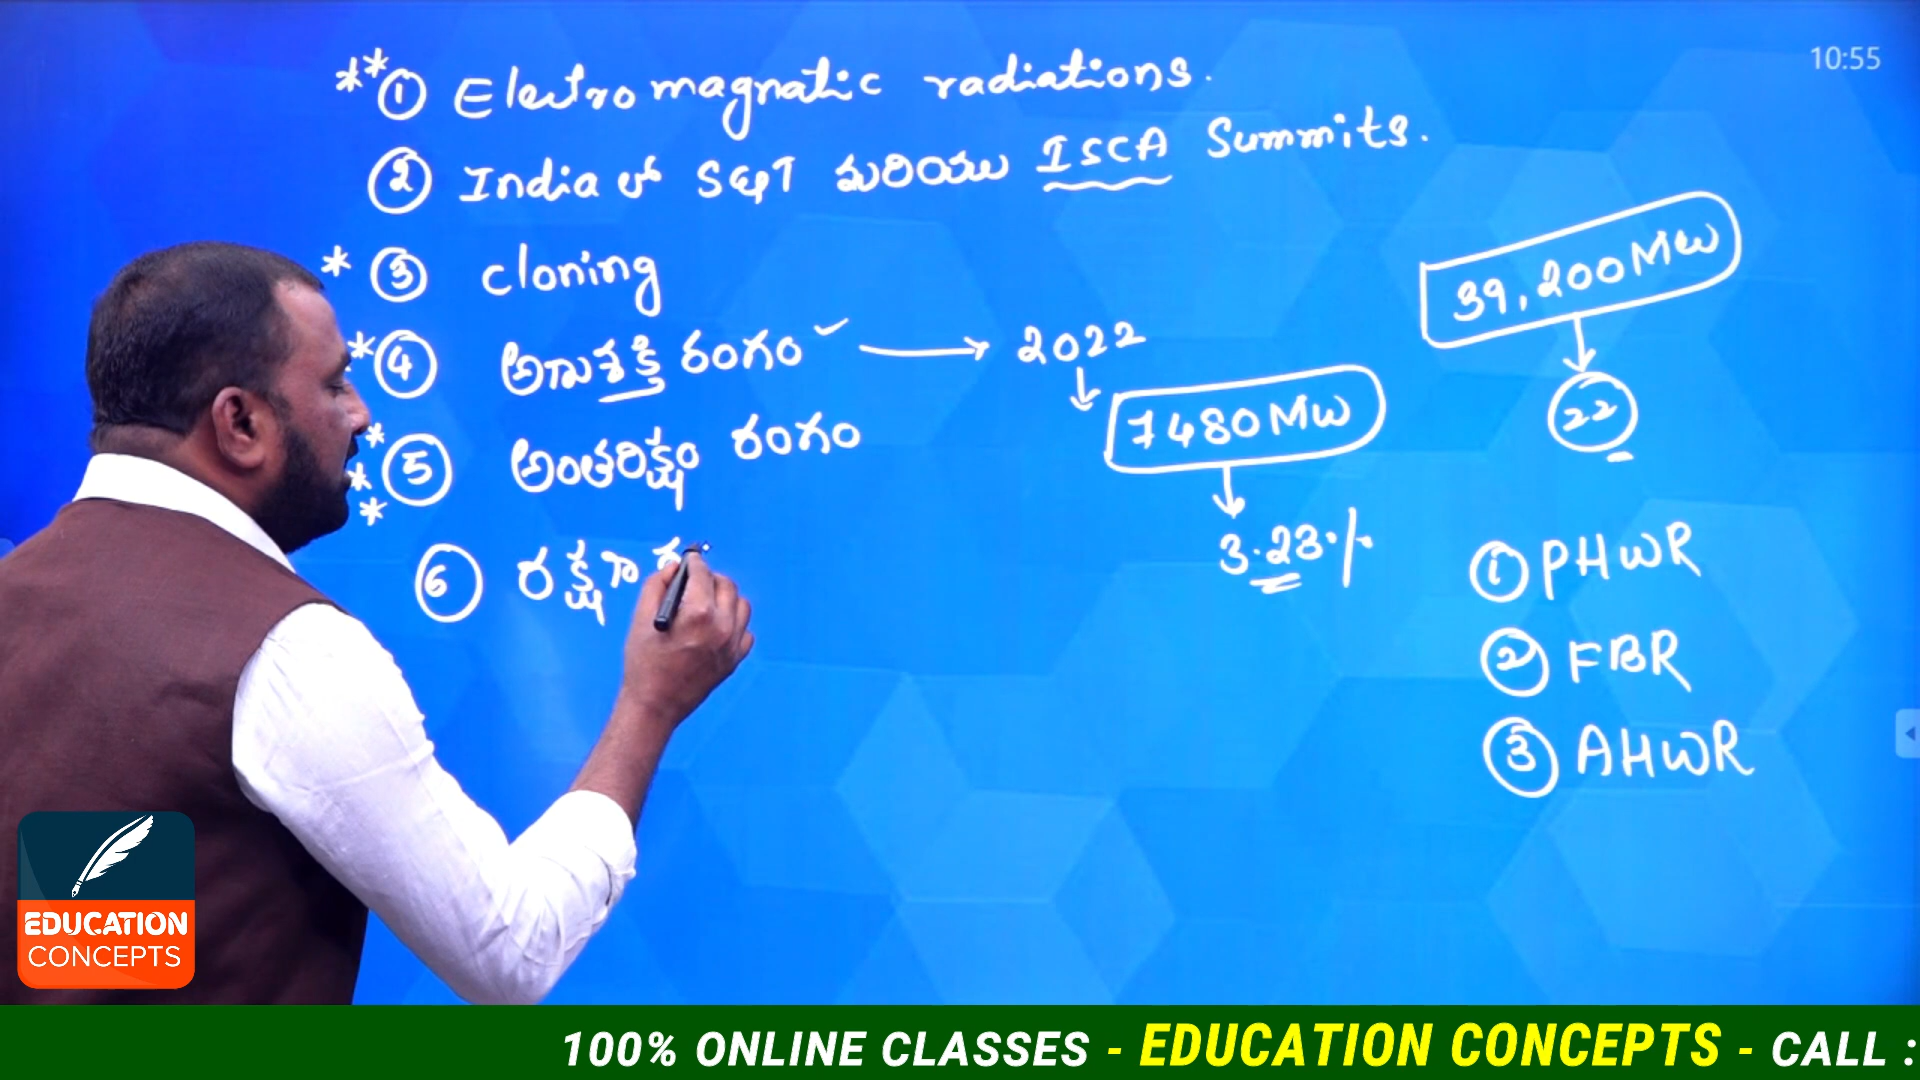 10:55
** ① Electromagnetic radiations.
② India లో S&T మరియు ISCA Summits.
* ③ cloning
* ④ అణుశక్తి రంగం ✓ → 2022
39,200MW
22
7480MW
3.23%
*** ⑤ అంతరిక్షం రంగం
⑥ రక్షణ ర
① PHWR
② FBR
③ AHWR
EDUCATION
CONCEPTS
100% ONLINE CLASSES - EDUCATION CONCEPTS - CALL :